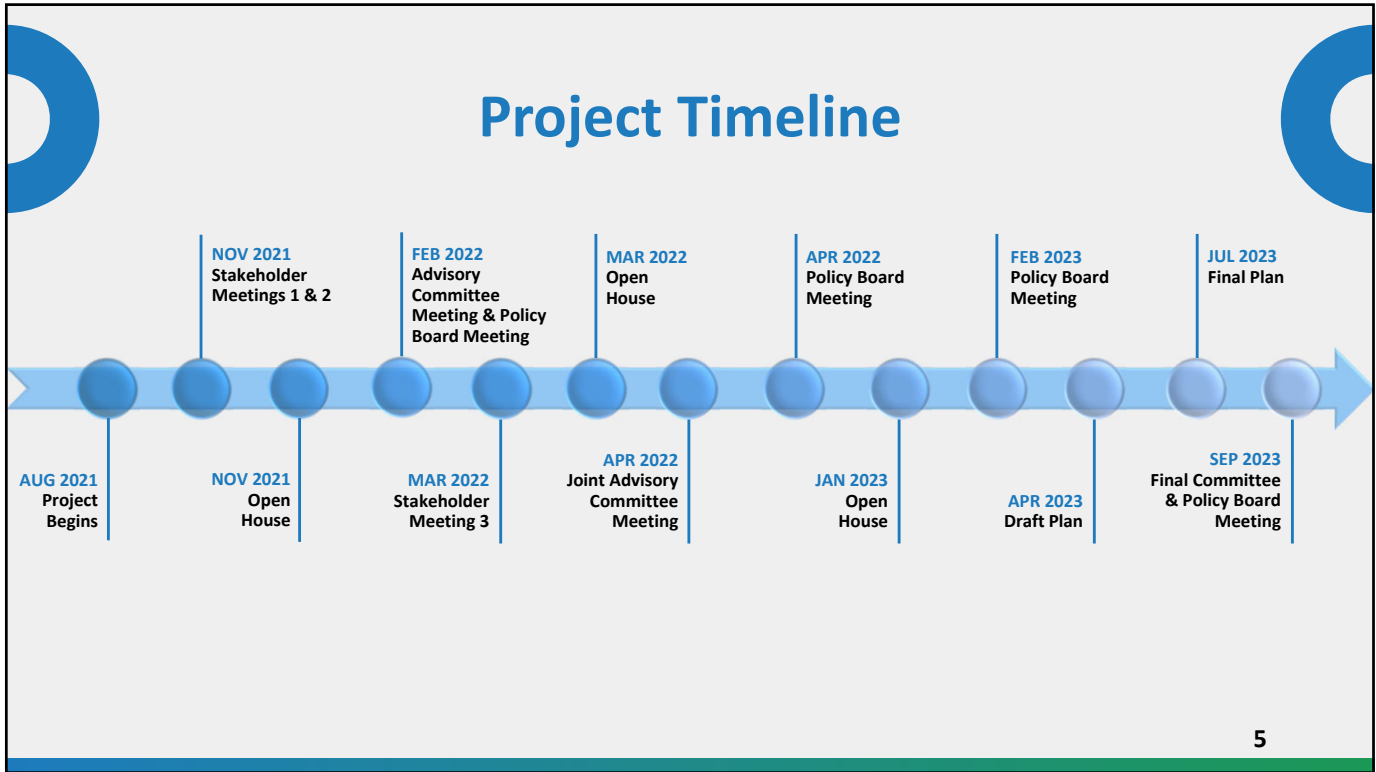 Project Timeline
NOV 2021
Stakeholder
Meetings 1 & 2
FEB 2022
Advisory
Committee
Meeting & Policy
Board Meeting
MAR 2022
Open
House
APR 2022
Policy Board
Meeting
FEB 2023
Policy Board
Meeting
JUL 2023
Final Plan
AUG 2021
Project
Begins
NOV 2021
Open
House
MAR 2022
Stakeholder
Meeting 3
APR 2022
Joint Advisory
Committee
Meeting
JAN 2023
Open
House
APR 2023
Draft Plan
SEP 2023
Final Committee
& Policy Board
Meeting
5